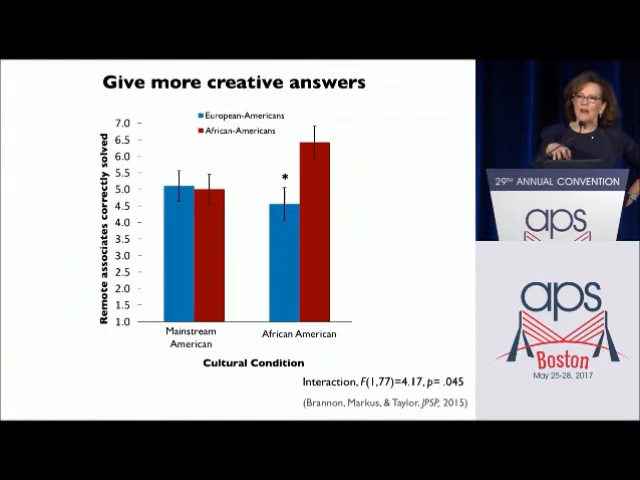 Give more creative answers
European-Americans
African-Americans
Remote associates correctly solved
7.0
6.5
6.0
5.5
5.0
4.5
4.0
3.5
3.0
2.5
2.0
1.5
1.0
*
Mainstream
American
African American
Cultural Condition
Interaction, F(1,77)=4.17, p= .045
(Brannon, Markus, & Taylor, JPSP, 2015)
29TH ANNUAL CONVENTION
aps
aps
Boston
May 25-28, 2017